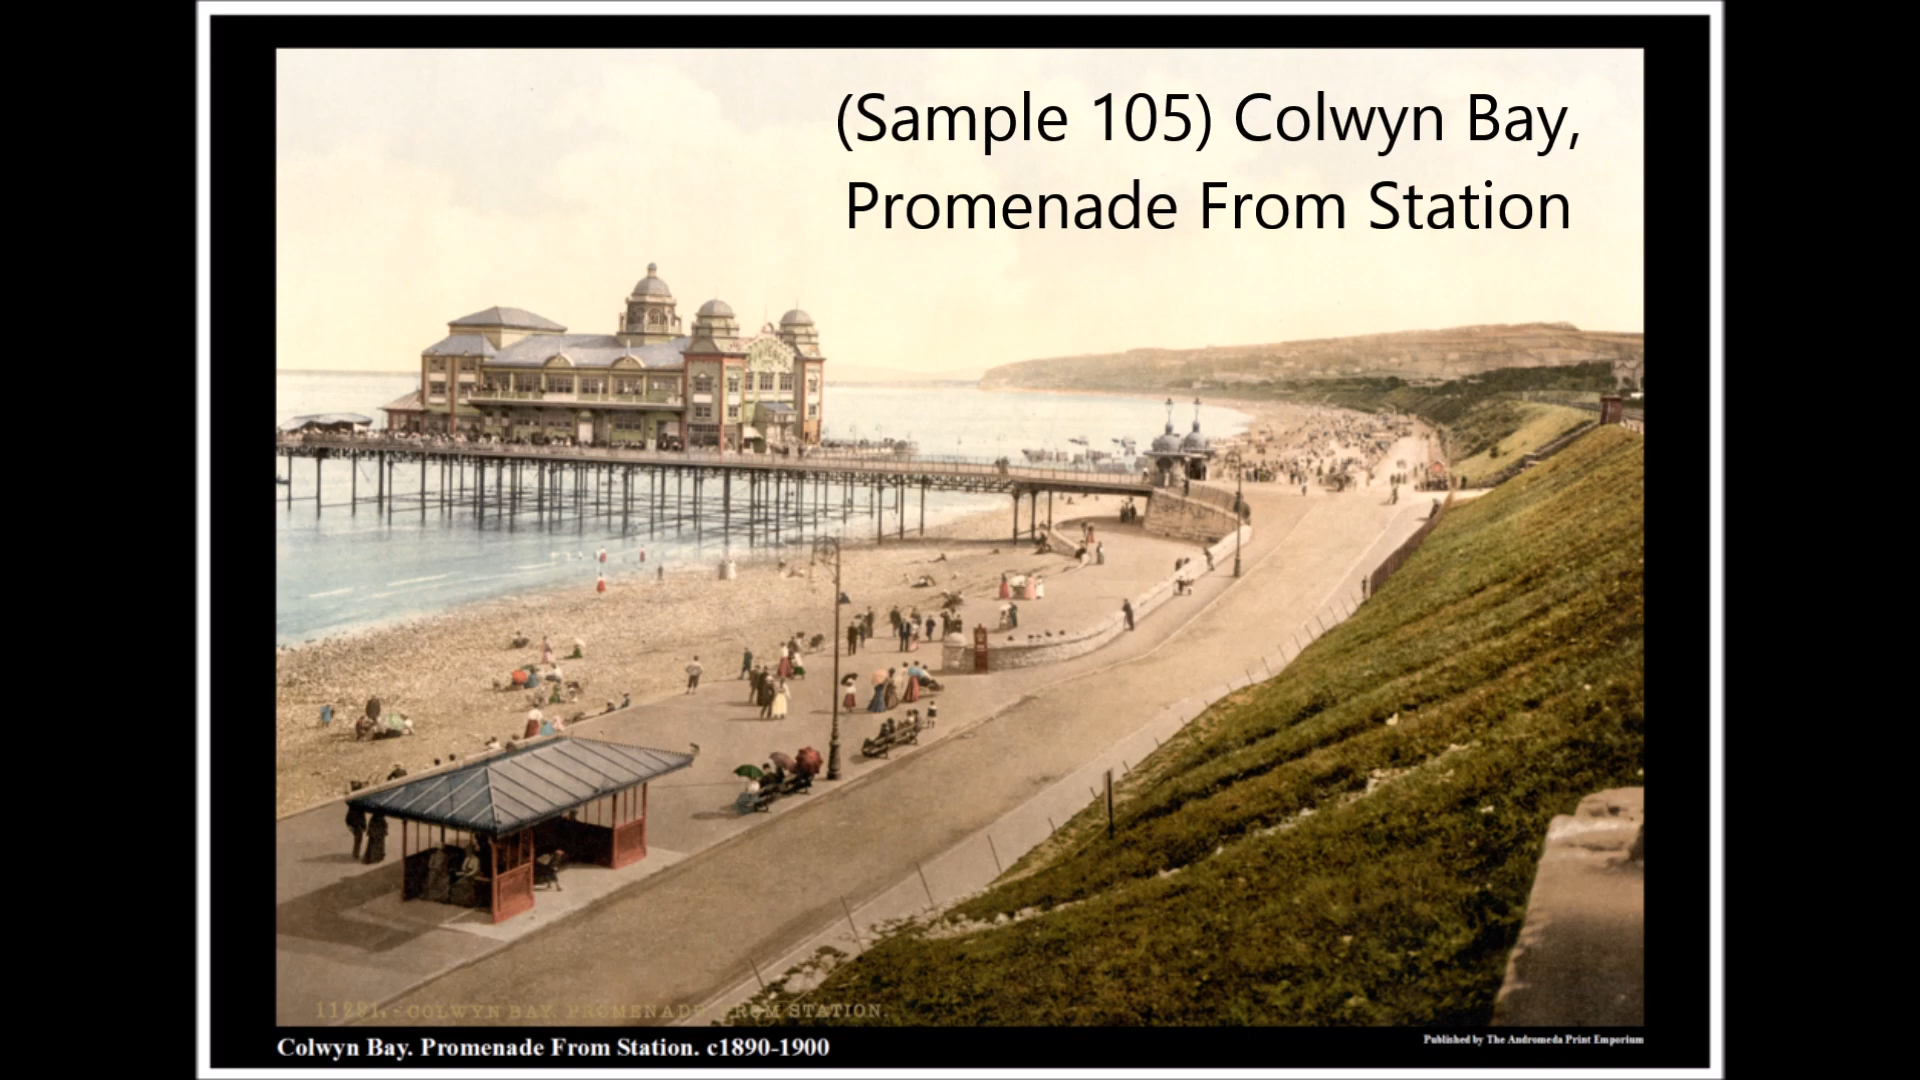 (Sample 105) Colwyn Bay,
Promenade From Station
11291. - COLWYN BAY. PROMENADE FROM STATION.
Colwyn Bay. Promenade From Station. c1890-1900
Published by The Andromeda Print Emporium